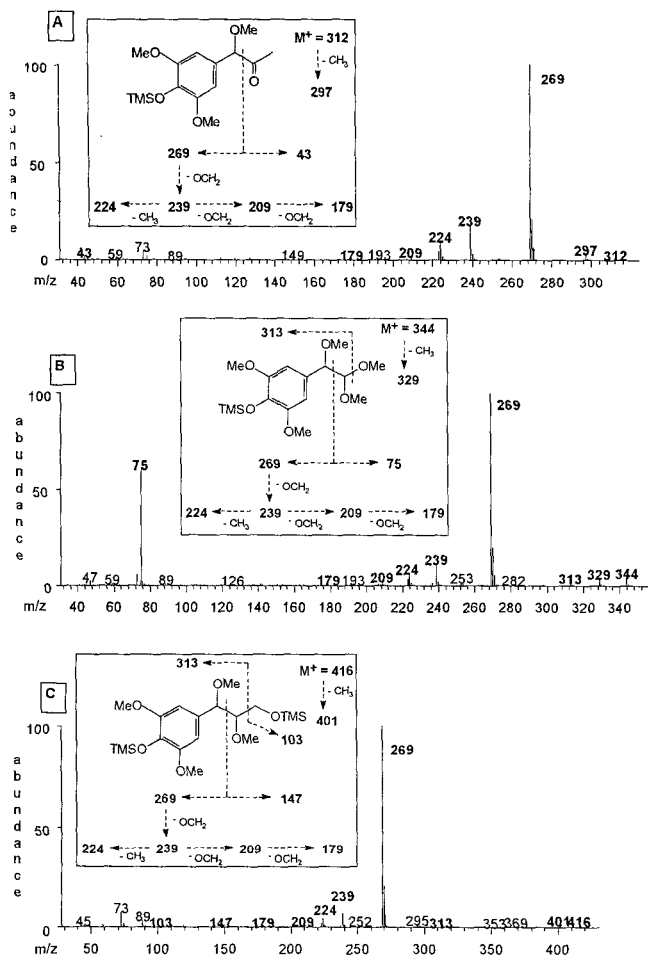 A
OMe
M⁺ = 312
MeO
- CH₃
297
TMSO
O
OMe
269
43
- OCH₂
224
239
209
179
- CH₃
- OCH₂
- OCH₂
100
50
0
abundance
269
239
224
43
59
73
89
149
179
193
209
297
312
m/z
40 60 80 100 120 140 160 180 200 220 240 260 280 300
B
313
M⁺ = 344
OMe
- CH₃
MeO
OMe
329
OMe
TMSO
OMe
269
75
- OCH₂
224
239
209
179
- CH₃
- OCH₂
- OCH₂
100
50
0
abundance
269
75
239
224
47
59
89
126
179
193
209
253
282
313
329
344
m/z
40 60 80 100 120 140 160 180 200 220 240 260 280 300 320 340
C
313
M⁺ = 416
OMe
- CH₃
MeO
OTMS
401
OMe
103
TMSO
OMe
269
147
- OCH₂
224
239
209
179
- CH₃
- OCH₂
- OCH₂
100
50
0
abundance
269
239
224
45
73
89
103
147
179
209
252
295
313
353
369
401
416
m/z
50 100 150 200 250 300 350 400